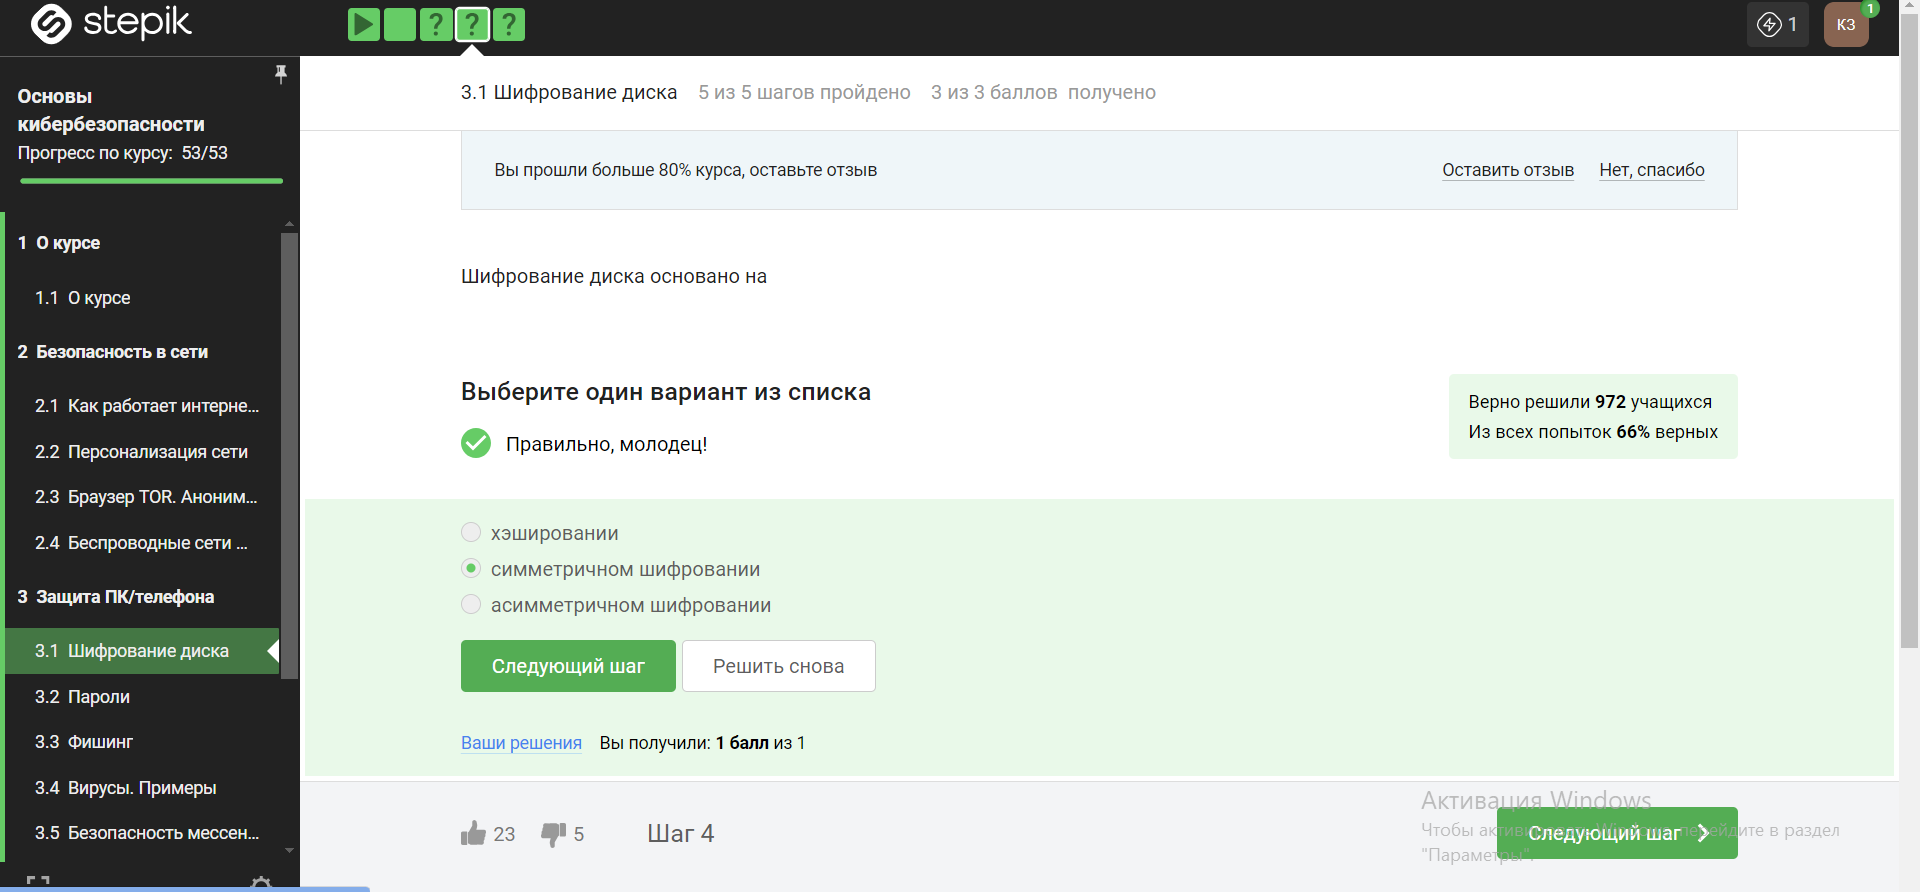 stepik
? ? ?
1
КЗ
1
Основы
кибербезопасности
Прогресс по курсу: 53/53
1 О курсе
1.1 О курсе
2 Безопасность в сети
2.1 Как работает интерне...
2.2 Персонализация сети
2.3 Браузер TOR. Аноним...
2.4 Беспроводные сети ...
3 Защита ПК/телефона
3.1 Шифрование диска
3.2 Пароли
3.3 Фишинг
3.4 Вирусы. Примеры
3.5 Безопасность мессен...
3.1 Шифрование диска 5 из 5 шагов пройдено 3 из 3 баллов получено
Вы прошли больше 80% курса, оставьте отзыв Оставить отзыв Нет, спасибо
Шифрование диска основано на
Выберите один вариант из списка
Правильно, молодец!
Верно решили 972 учащихся
Из всех попыток 66% верных
хэшировании
симметричном шифровании
асимметричном шифровании
Следующий шаг Решить снова
Ваши решения Вы получили: 1 балл из 1
23 5 Шаг 4
Следующий шаг
Активация Windows
Чтобы активировать Windows, перейдите в раздел
"Параметры".